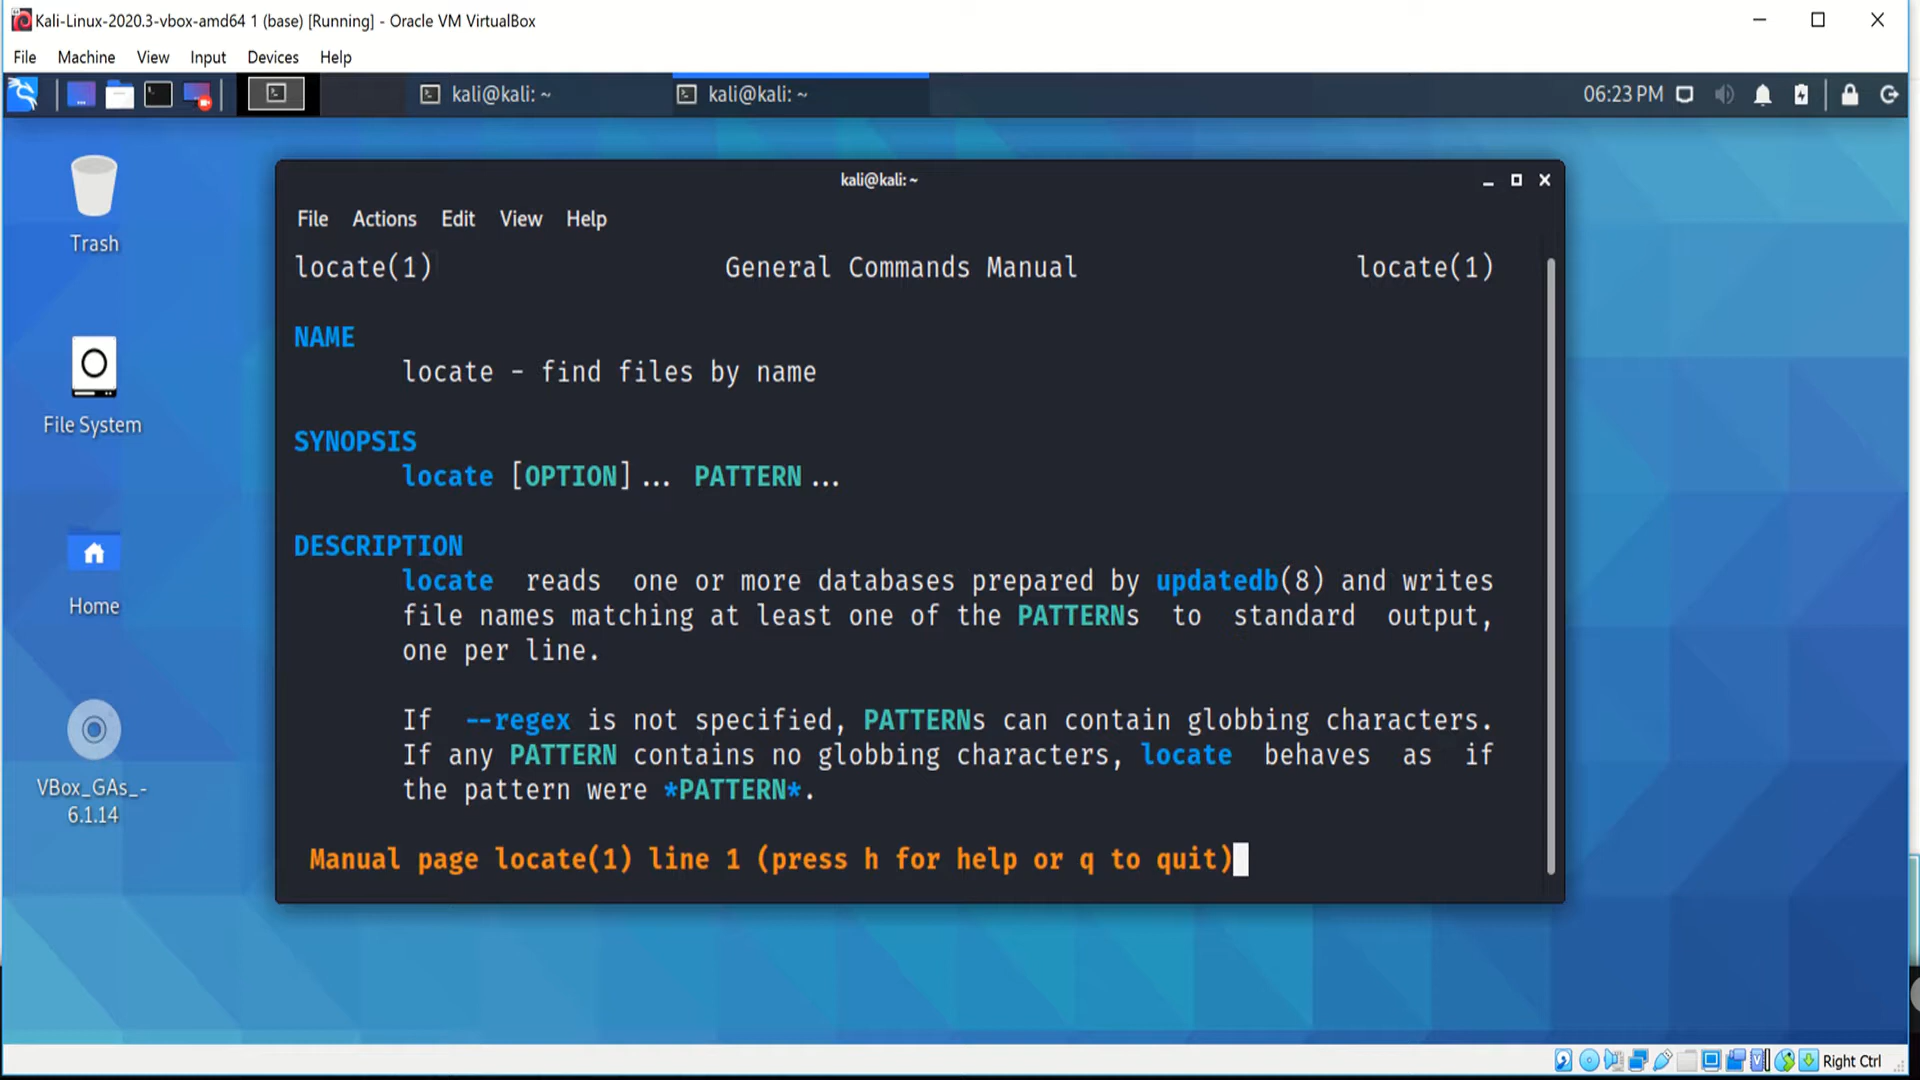 Kali-Linux-2020.3-vbox-amd64 1 (base) [Running] - Oracle VM VirtualBox
File Machine View Input Devices Help
kali@kali: ~ kali@kali: ~ 06:23 PM
Trash
File System
Home
VBox_GAs_-
6.1.14
kali@kali: ~
File Actions Edit View Help
locate(1) General Commands Manual locate(1)
NAME
locate - find files by name
SYNOPSIS
locate [OPTION]... PATTERN...
DESCRIPTION
locate reads one or more databases prepared by updatedb(8) and writes
file names matching at least one of the PATTERNs to standard output,
one per line.
If --regex is not specified, PATTERNs can contain globbing characters.
If any PATTERN contains no globbing characters, locate behaves as if
the pattern were *PATTERN*.
Manual page locate(1) line 1 (press h for help or q to quit)
Right Ctrl